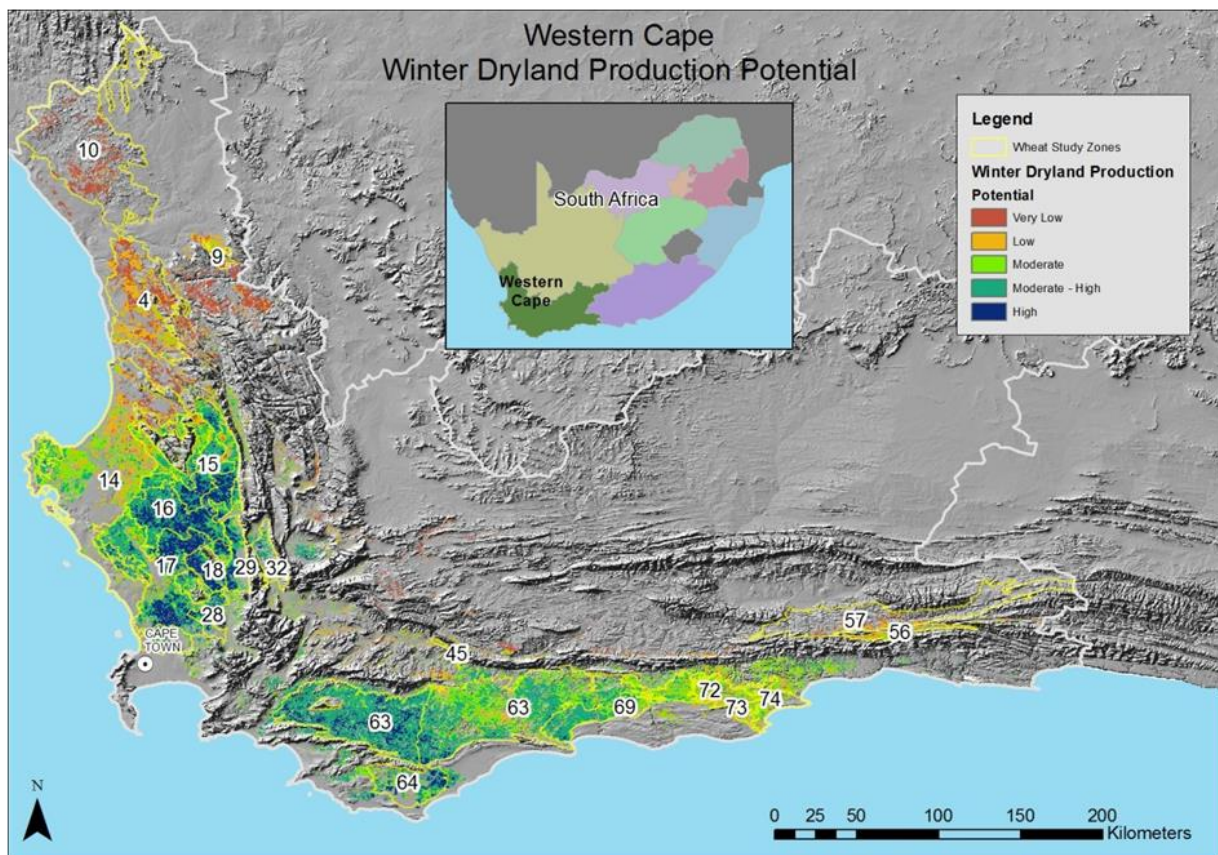 Western Cape
Winter Dryland Production Potential
South Africa
Western
Cape
Legend
Wheat Study Zones
Winter Dryland Production
Potential
Very Low
Low
Moderate
Moderate - High
High
10
9
4
15
14
16
17
18
29
32
28
CAPE
TOWN
57
56
45
72
74
63
63
69
73
64
N
0 25 50 100 150 200
Kilometers